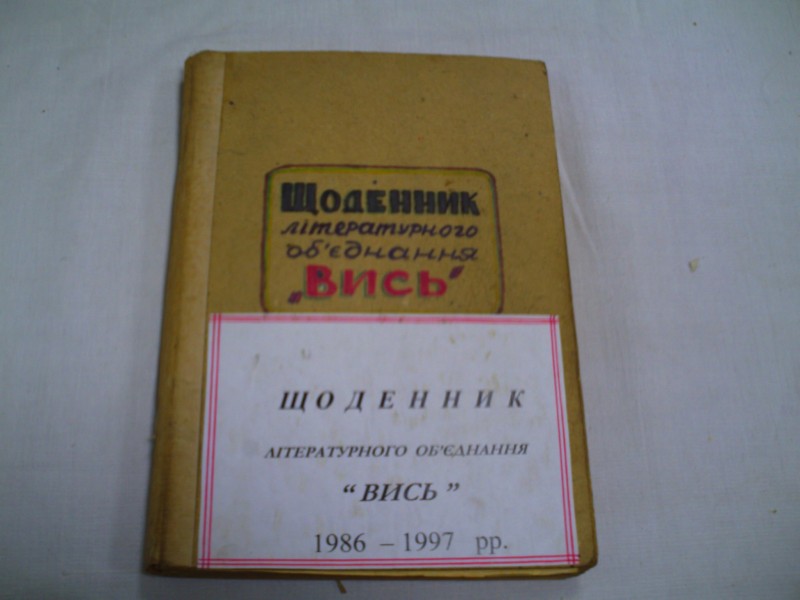 Щоденник
літературного
об'єднання
„Вись"
ЩОДЕННИК
ЛІТЕРАТУРНОГО ОБ'ЄДНАННЯ
“ ВИСЬ ”
1986 – 1997 рр.